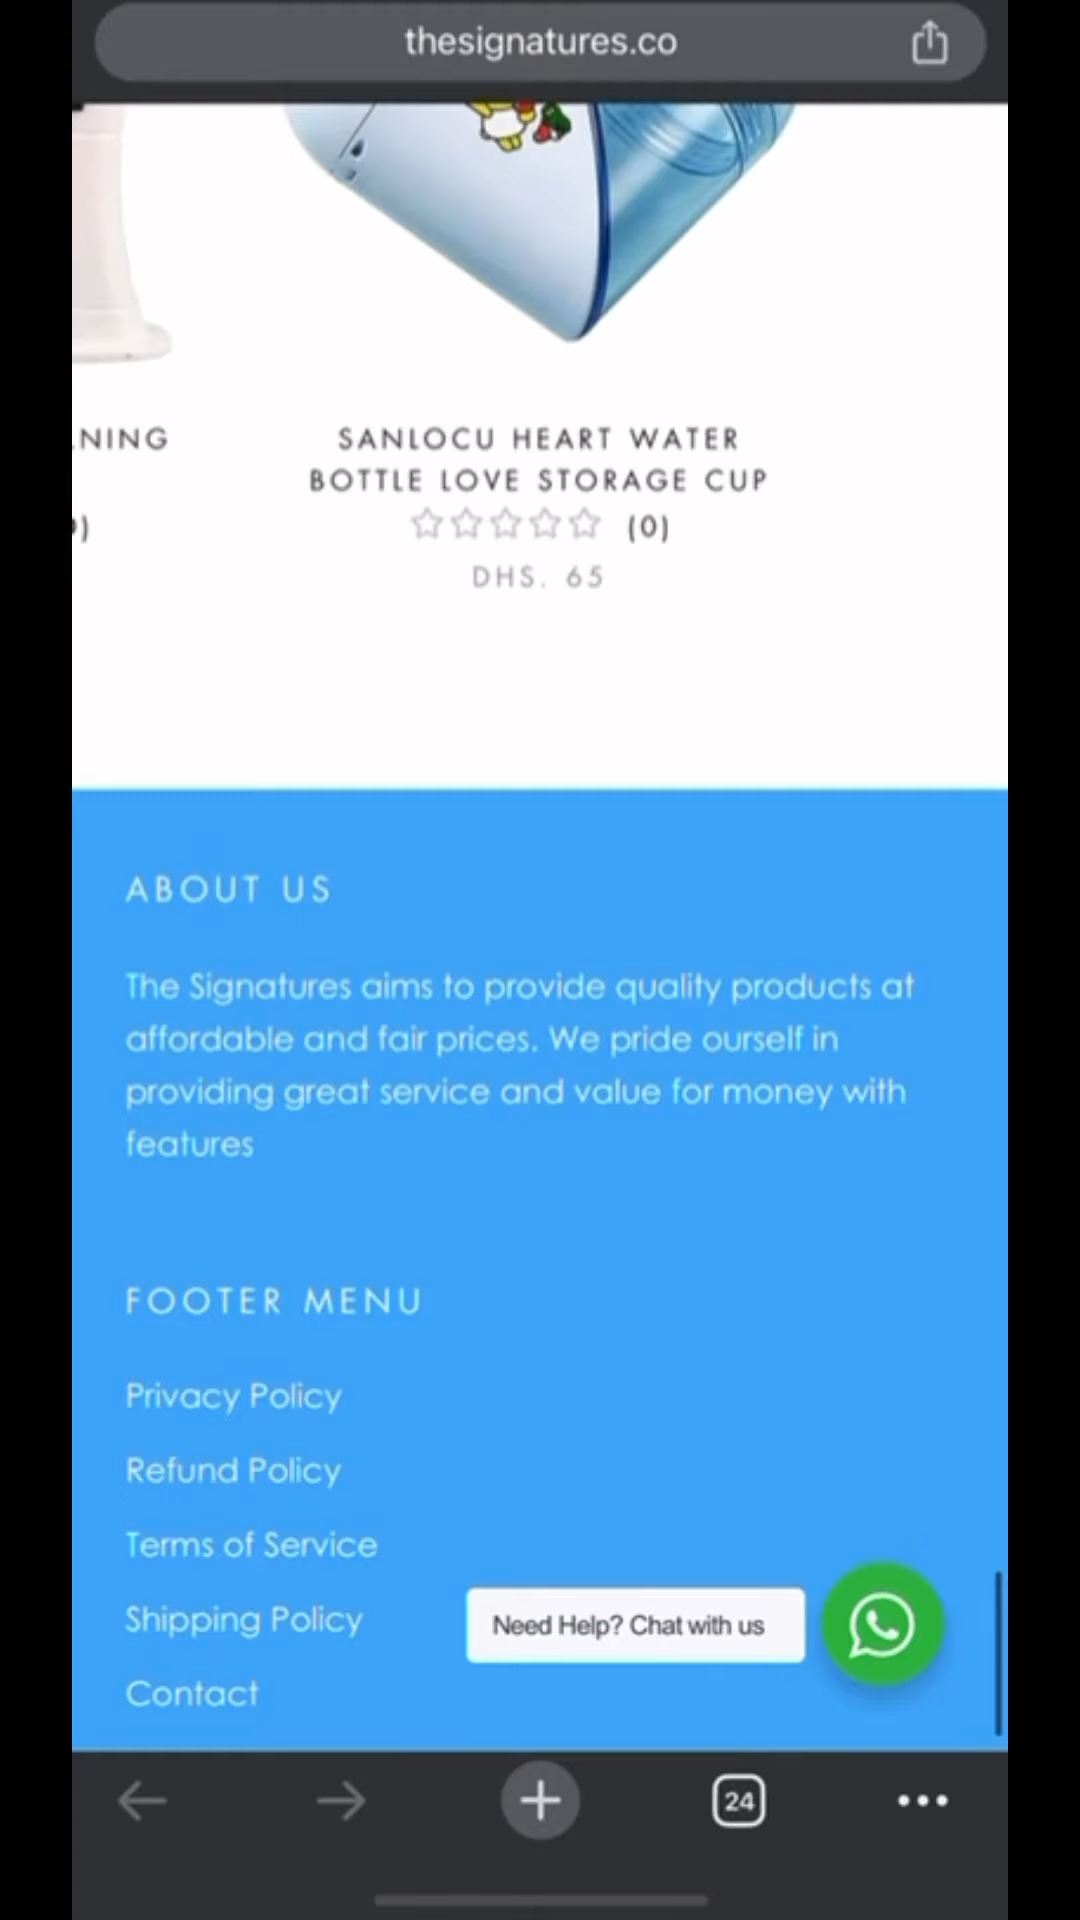 thesignatures.co
NING
SANLOCU HEART WATER
BOTTLE LOVE STORAGE CUP
)
(0)
DHS. 65
ABOUT US
The Signatures aims to provide quality products at
affordable and fair prices. We pride ourself in
providing great service and value for money with
features
FOOTER MENU
Privacy Policy
Refund Policy
Terms of Service
Shipping Policy
Need Help? Chat with us
Contact
24